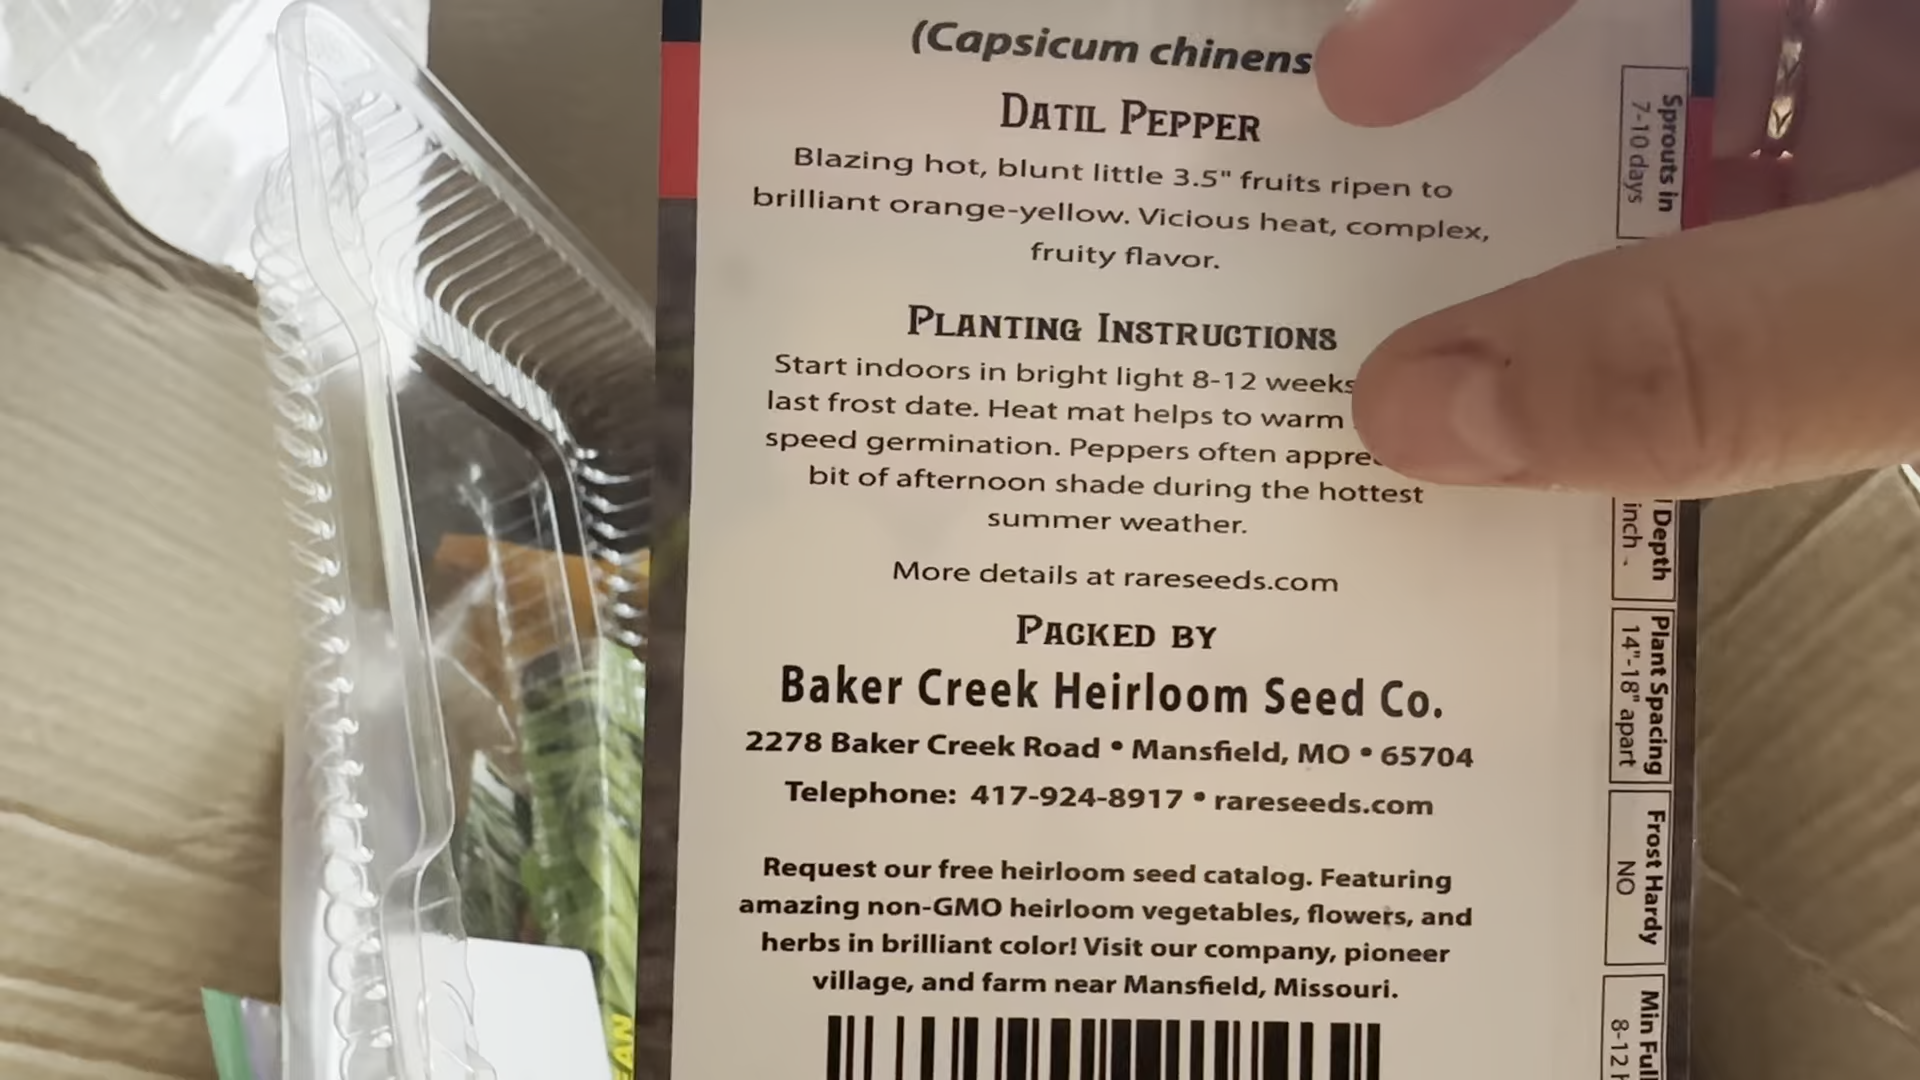 (Capsicum chinens
DATIL PEPPER
Blazing hot, blunt little 3.5" fruits ripen to
brilliant orange-yellow. Vicious heat, complex,
fruity flavor.
PLANTING INSTRUCTIONS
Start indoors in bright light 8-12 weeks
last frost date. Heat mat helps to warm
speed germination. Peppers often appre
bit of afternoon shade during the hottest
summer weather.
More details at rareseeds.com
PACKED BY
Baker Creek Heirloom Seed Co.
2278 Baker Creek Road • Mansfield, MO • 65704
Telephone: 417-924-8917 • rareseeds.com
Request our free heirloom seed catalog. Featuring
amazing non-GMO heirloom vegetables, flowers, and
herbs in brilliant color! Visit our company, pioneer
village, and farm near Mansfield, Missouri.
Sprouts in
7-10 days
Depth
inch
Plant Spacing
14"-18" apart
Frost Hardy
NO
Min Full
8-12
EAN